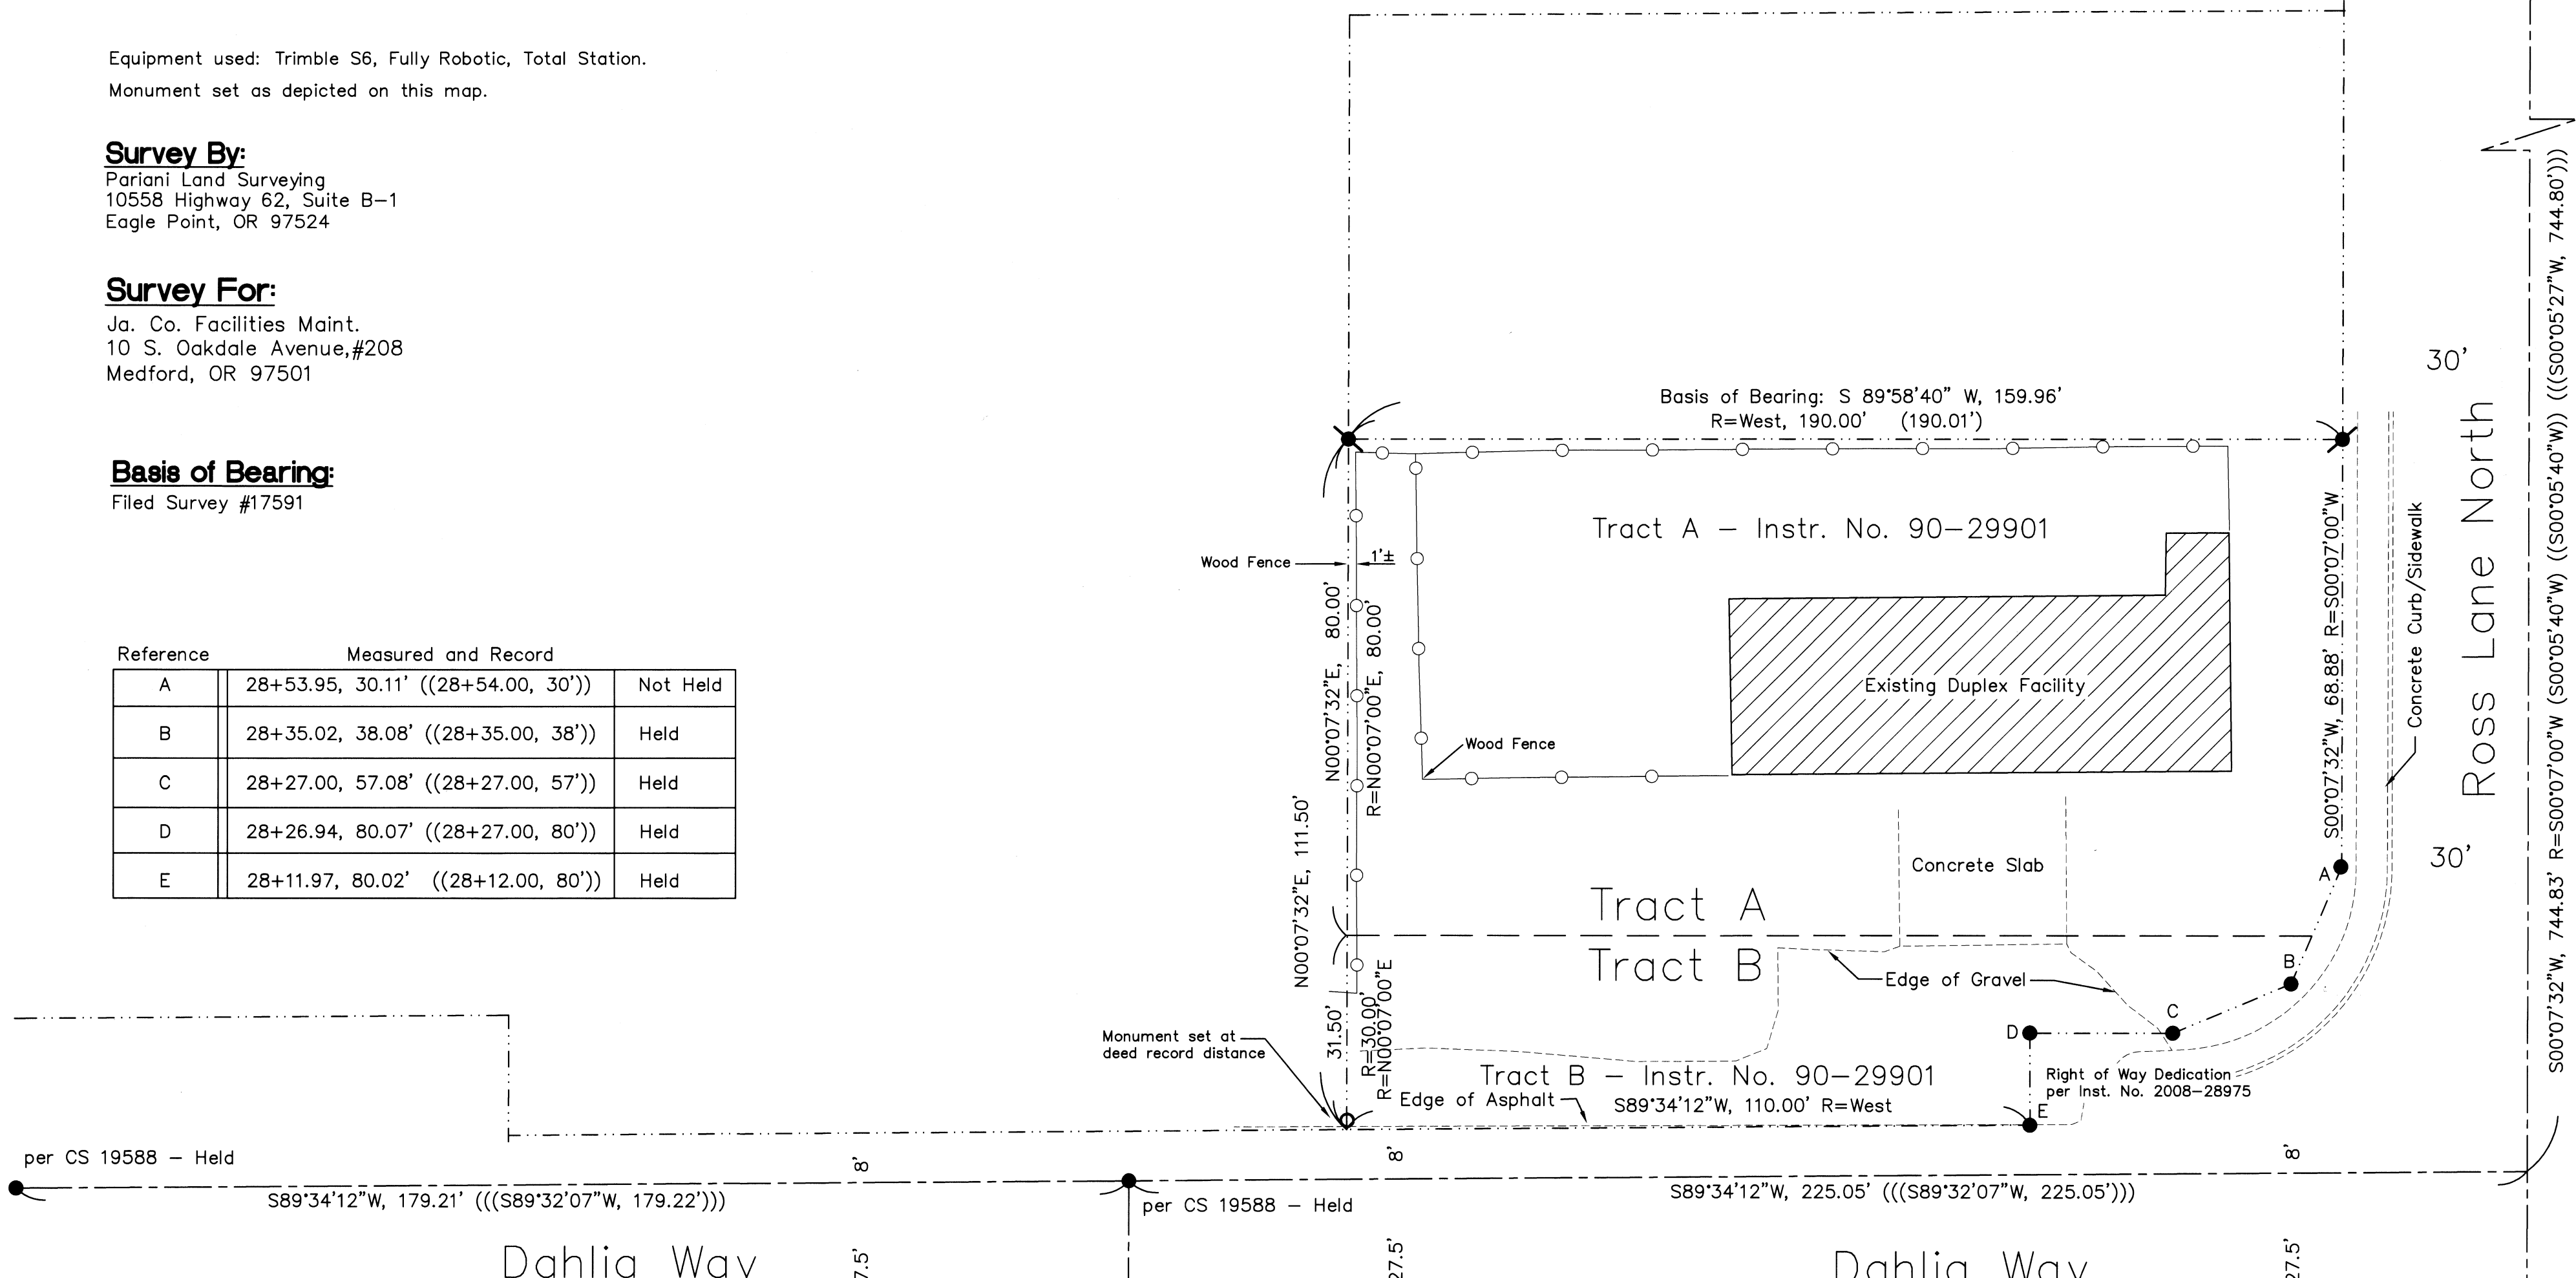 Equipment used: Trimble S6, Fully Robotic, Total Station.
Monument set as depicted on this map.
Survey By:
Pariani Land Surveying
10558 Highway 62, Suite B-1
Eagle Point, OR 97524
Survey For:
Ja. Co. Facilities Maint.
10 S. Oakdale Avenue,#208
Medford, OR 97501
Basis of Bearing:
Filed Survey #17591
Reference Measured and Record
A 28+53.95, 30.11' ((28+54.00, 30')) Not Held
B 28+35.02, 38.08' ((28+35.00, 38')) Held
C 28+27.00, 57.08' ((28+27.00, 57')) Held
D 28+26.94, 80.07' ((28+27.00, 80')) Held
E 28+11.97, 80.02' ((28+12.00, 80')) Held
Basis of Bearing: S 89°58'40" W, 159.96'
R=West, 190.00' (190.01')
Tract A - Instr. No. 90-29901
Wood Fence
1'±
N00°07'32"E, 80.00'
R=N00°07'00"E, 80.00'
N00°07'32"E, 111.50'
Existing Duplex Facility
Wood Fence
S00°07'32"W, 68.88' R=S00°07'00"W
Concrete Curb/Sidewalk
Ross Lane North
30'
30'
S00°07'32"W, 744.83' R=S00°07'00"W (S00°05'40"W) ((S00°05'40"W)) (((S00°05'27"W, 744.80')))
Concrete Slab
A
Tract A
Tract B
B
Edge of Gravel
C
D
31.50'
R=30.00'
R=N00°07'00"E
Monument set at
deed record distance
Tract B - Instr. No. 90-29901
Edge of Asphalt
S89°34'12"W, 110.00' R=West
Right of Way Dedication
per Inst. No. 2008-28975
E
per CS 19588 - Held
8'
8'
8'
S89°34'12"W, 179.21' (((S89°32'07"W, 179.22')))
per CS 19588 - Held
S89°34'12"W, 225.05' (((S89°32'07"W, 225.05')))
Dahlia Way
7.5'
27.5'
Dahlia Way
27.5'